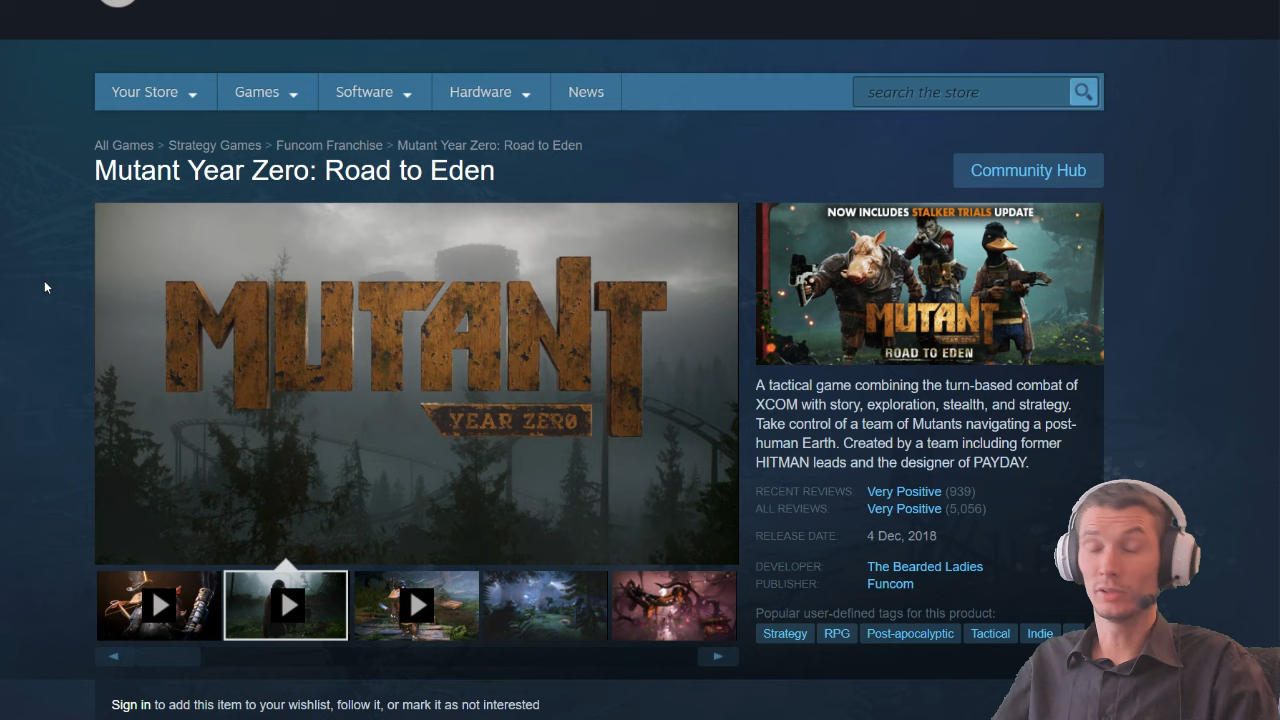 Your Store
Games
Software
Hardware
News
search the store
All Games > Strategy Games > Funcom Franchise > Mutant Year Zero: Road to Eden
Mutant Year Zero: Road to Eden
Community Hub
MUTANT
YEAR ZERO
NOW INCLUDES STALKER TRIALS UPDATE
MUTANT
YEAR ZERO
ROAD TO EDEN
A tactical game combining the turn-based combat of
XCOM with story, exploration, stealth, and strategy.
Take control of a team of Mutants navigating a post-
human Earth. Created by a team including former
HITMAN leads and the designer of PAYDAY.
RECENT REVIEWS: Very Positive (939)
ALL REVIEWS: Very Positive (5,056)
RELEASE DATE: 4 Dec, 2018
DEVELOPER: The Bearded Ladies
PUBLISHER: Funcom
Popular user-defined tags for this product:
Strategy RPG Post-apocalyptic Tactical Indie
Sign in to add this item to your wishlist, follow it, or mark it as not interested